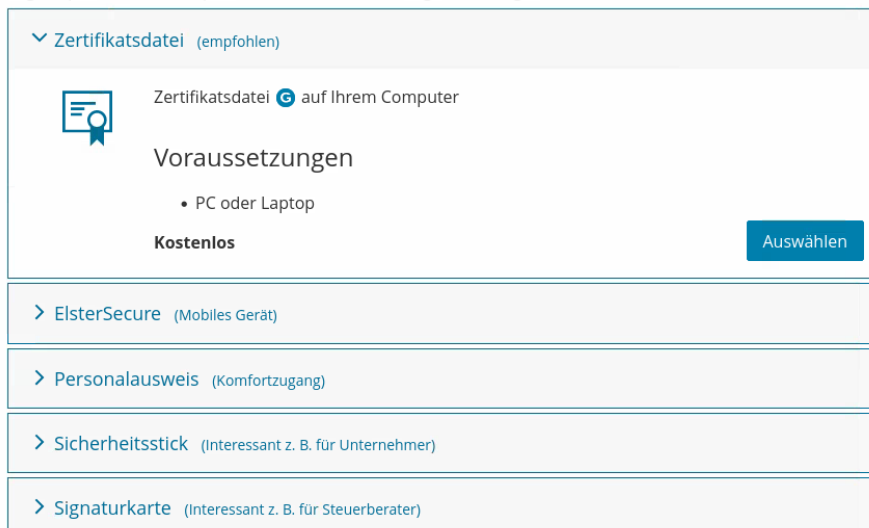 Zertifikatsdatei (empfohlen)
Zertifikatsdatei G auf Ihrem Computer
Voraussetzungen
• PC oder Laptop
Kostenlos
Auswählen
ElsterSecure (Mobiles Gerät)
Personalausweis (Komfortzugang)
Sicherheitsstick (Interessant z. B. für Unternehmer)
Signaturkarte (Interessant z. B. für Steuerberater)